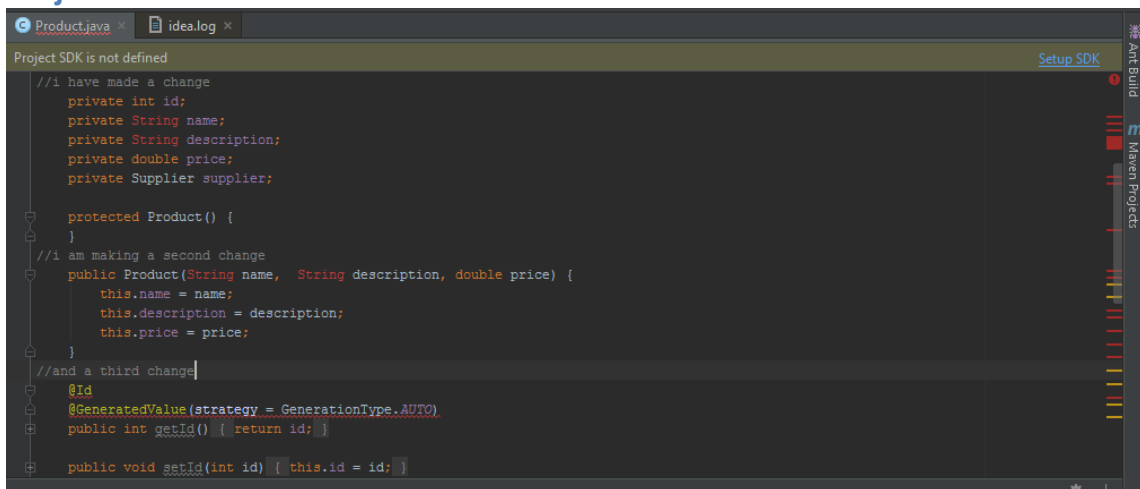 Product.java
idea.log
Project SDK is not defined
Setup SDK
//i have made a change
private int id;
private String name;
private String description;
private double price;
private Supplier supplier;
protected Product() {
}
//i am making a second change
public Product(String name,  String description, double price) {
this.name = name;
this.description = description;
this.price = price;
}
//and a third change
@Id
@GeneratedValue(strategy = GenerationType.AUTO)
public int getId() { return id; }
public void setId(int id) { this.id = id; }
Ant Build
Maven Projects